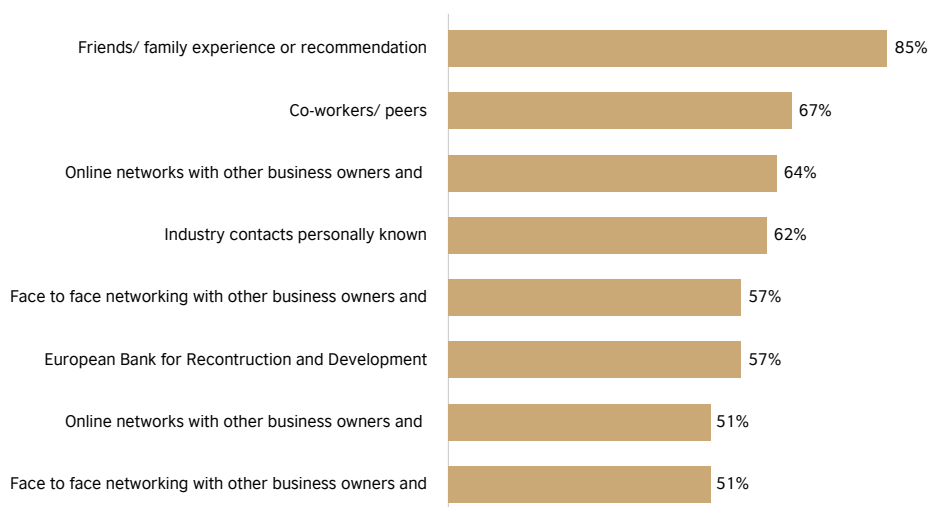 Friends/ family experience or recommendation 85%
Co-workers/ peers 67%
Online networks with other business owners and 64%
Industry contacts personally known 62%
Face to face networking with other business owners and 57%
European Bank for Recontruction and Development 57%
Online networks with other business owners and 51%
Face to face networking with other business owners and 51%